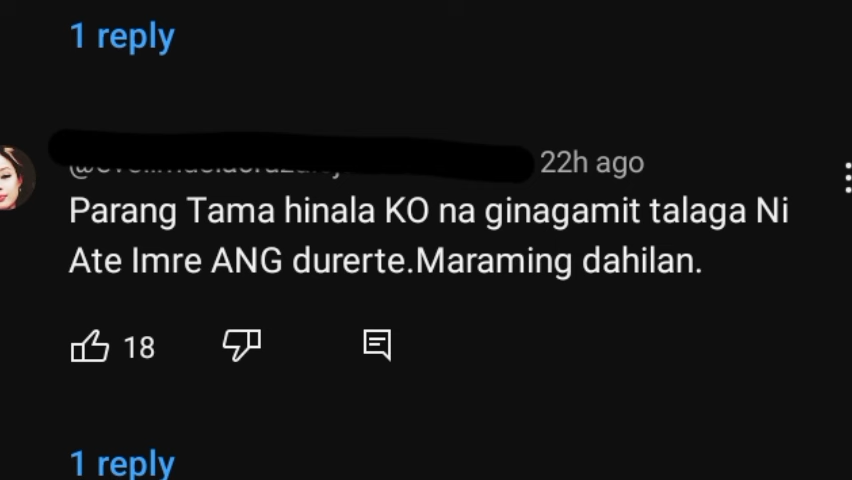 1 reply
22h ago
Parang Tama hinala KO na ginagamit talaga Ni
Ate Imre ANG durerte.Maraming dahilan.
18
1 reply